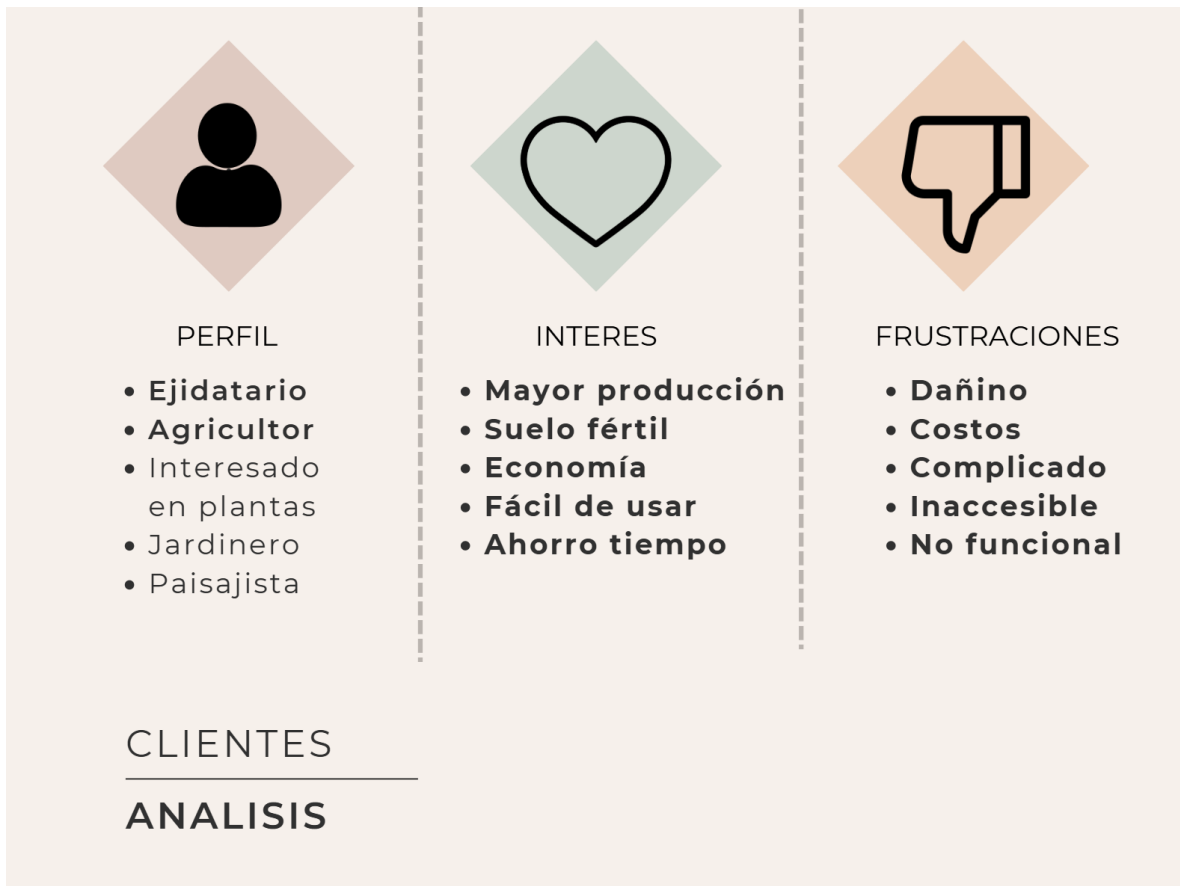 PERFIL
• Ejidatario
• Agricultor
• Interesado
en plantas
• Jardinero
• Paisajista
INTERES
• Mayor producción
• Suelo fértil
• Economía
• Fácil de usar
• Ahorro tiempo
FRUSTRACIONES
• Dañino
• Costos
• Complicado
• Inaccesible
• No funcional
CLIENTES
ANALISIS